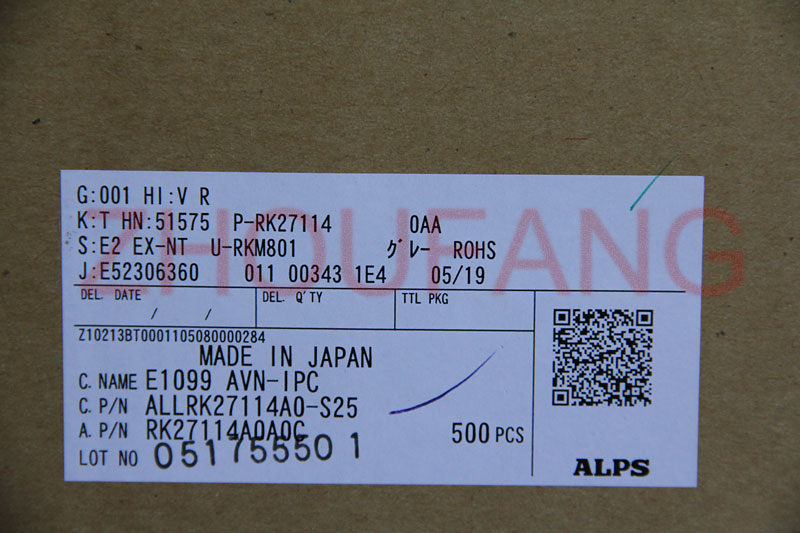 G:001 HI:V R
K:T HN:51575 P-RK27114 0AA
S:E2 EX-NT U-RKM801 ｸﾞﾚｰ ROHS
J:E52306360 011 00343 1E4 05/19
DEL. DATE DEL. Q'TY TTL PKG
/ /
Z10213BT0001105080000284
MADE IN JAPAN
C. NAME E1099 AVN-IPC
C. P/N ALLRK27114A0-S25
A. P/N RK27114A0A0C 500 PCS
LOT NO 051755501
ALPS
ZHOUFANG